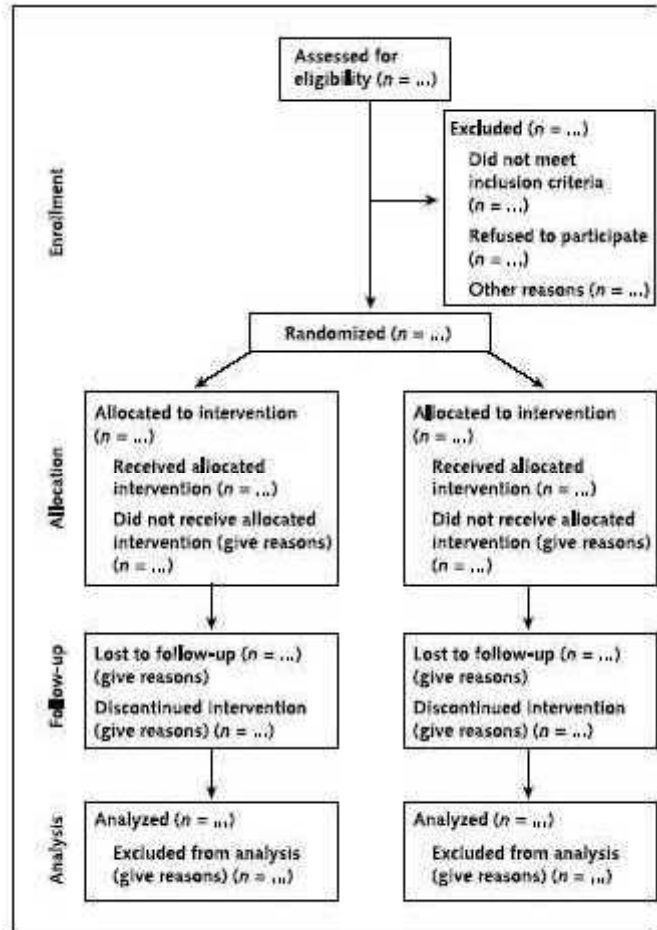 Assessed for
eligibility (n = ...)
Excluded (n = ...)
Did not meet
inclusion criteria
(n = ...)
Refused to participate
(n = ...)
Other reasons (n = ...)
Enrollment
Randomized (n = ...)
Allocation
Allocated to intervention
(n = ...)
Received allocated
intervention (n = ...)
Did not receive allocated
intervention (give reasons)
(n = ...)
Allocated to intervention
(n = ...)
Received allocated
intervention (n = ...)
Did not receive allocated
intervention (give reasons)
(n = ...)
Follow-up
Lost to follow-up (n = ...)
(give reasons)
Discontinued intervention
(give reasons) (n = ...)
Lost to follow-up (n = ...)
(give reasons)
Discontinued intervention
(give reasons) (n = ...)
Analysis
Analyzed (n = ...)
Excluded from analysis
(give reasons) (n = ...)
Analyzed (n = ...)
Excluded from analysis
(give reasons) (n = ...)